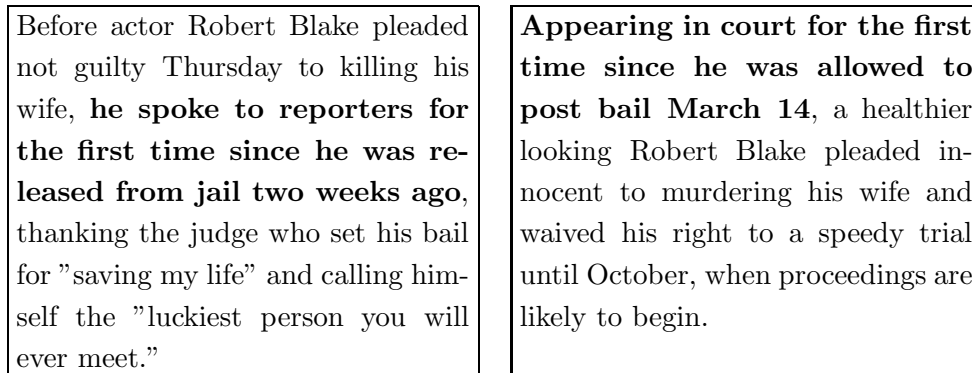 Before actor Robert Blake pleaded
not guilty Thursday to killing his
wife, he spoke to reporters for
the first time since he was re-
leased from jail two weeks ago,
thanking the judge who set his bail
for ”saving my life” and calling him-
self the ”luckiest person you will
ever meet.”
Appearing in court for the first
time since he was allowed to
post bail March 14, a healthier
looking Robert Blake pleaded in-
nocent to murdering his wife and
waived his right to a speedy trial
until October, when proceedings are
likely to begin.